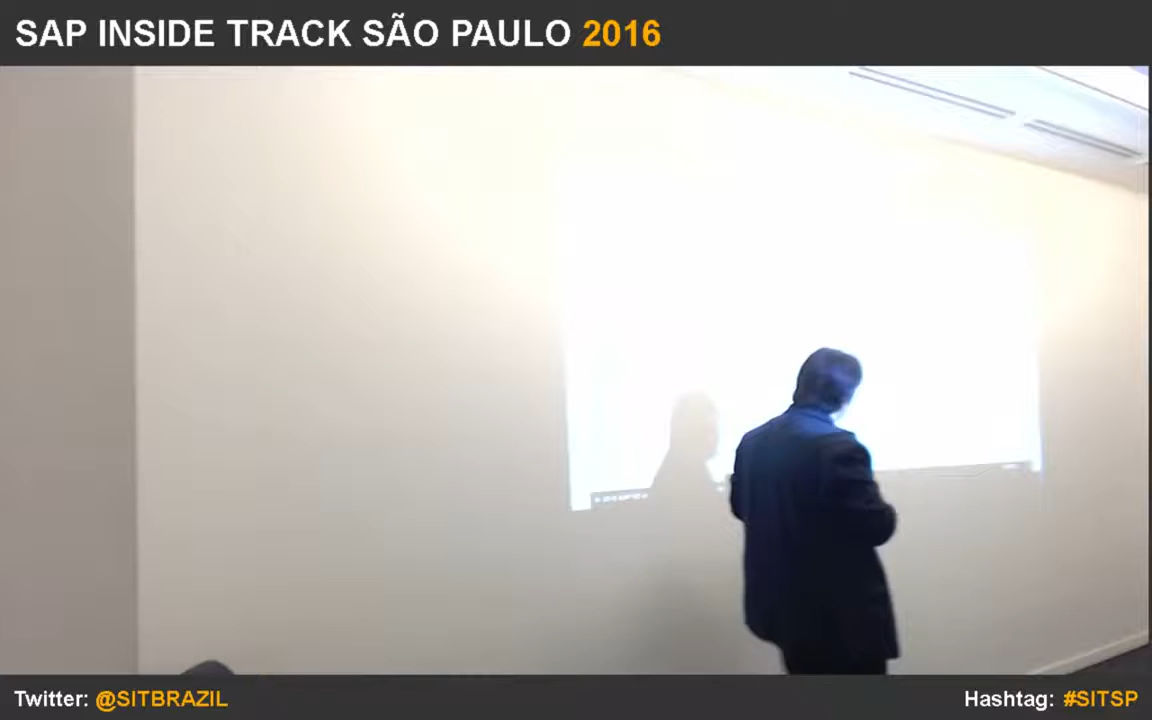 SAP INSIDE TRACK SÃO PAULO 2016
Twitter: @SITBRAZIL
Hashtag: #SITSP